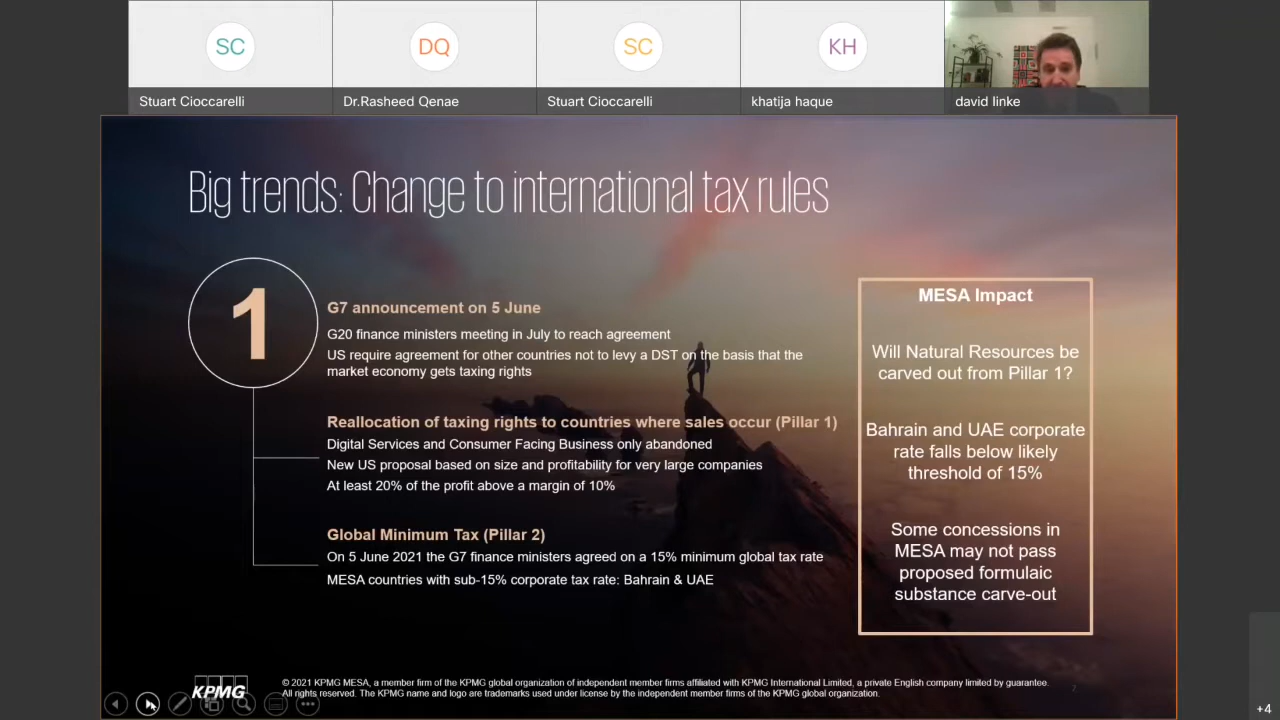 SC
DQ
SC
KH
Stuart Cioccarelli
Dr.Rasheed Qenae
Stuart Cioccarelli
khatija haque
david linke
Big trends: Change to international tax rules
1
G7 announcement on 5 June
G20 finance ministers meeting in July to reach agreement
US require agreement for other countries not to levy a DST on the basis that the
market economy gets taxing rights
Reallocation of taxing rights to countries where sales occur (Pillar 1)
Digital Services and Consumer Facing Business only abandoned
New US proposal based on size and profitability for very large companies
At least 20% of the profit above a margin of 10%
Global Minimum Tax (Pillar 2)
On 5 June 2021 the G7 finance ministers agreed on a 15% minimum global tax rate
MESA countries with sub-15% corporate tax rate: Bahrain & UAE
MESA Impact
Will Natural Resources be
carved out from Pillar 1?
Bahrain and UAE corporate
rate falls below likely
threshold of 15%
Some concessions in
MESA may not pass
proposed formulaic
substance carve-out
KPMG
© 2021 KPMG MESA, a member firm of the KPMG global organization of independent member firms affiliated with KPMG International Limited, a private English company limited by guarantee.
All rights reserved. The KPMG name and logo are trademarks used under license by the independent member firms of the KPMG global organization.
7
+4